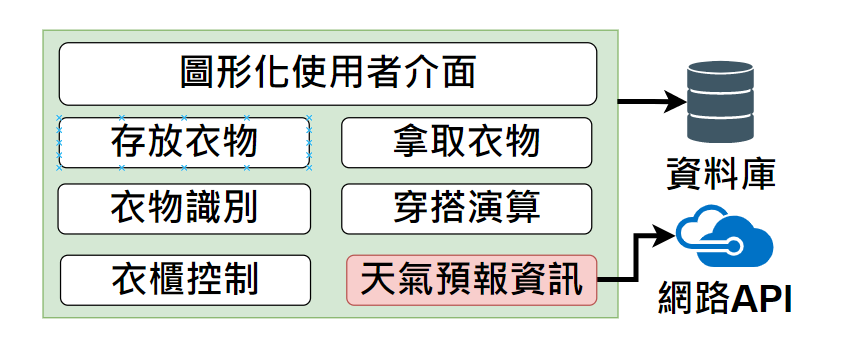 圖形化使用者介面
存放衣物
拿取衣物
衣物識別
穿搭演算
衣櫃控制
天氣預報資訊
資料庫
網路API